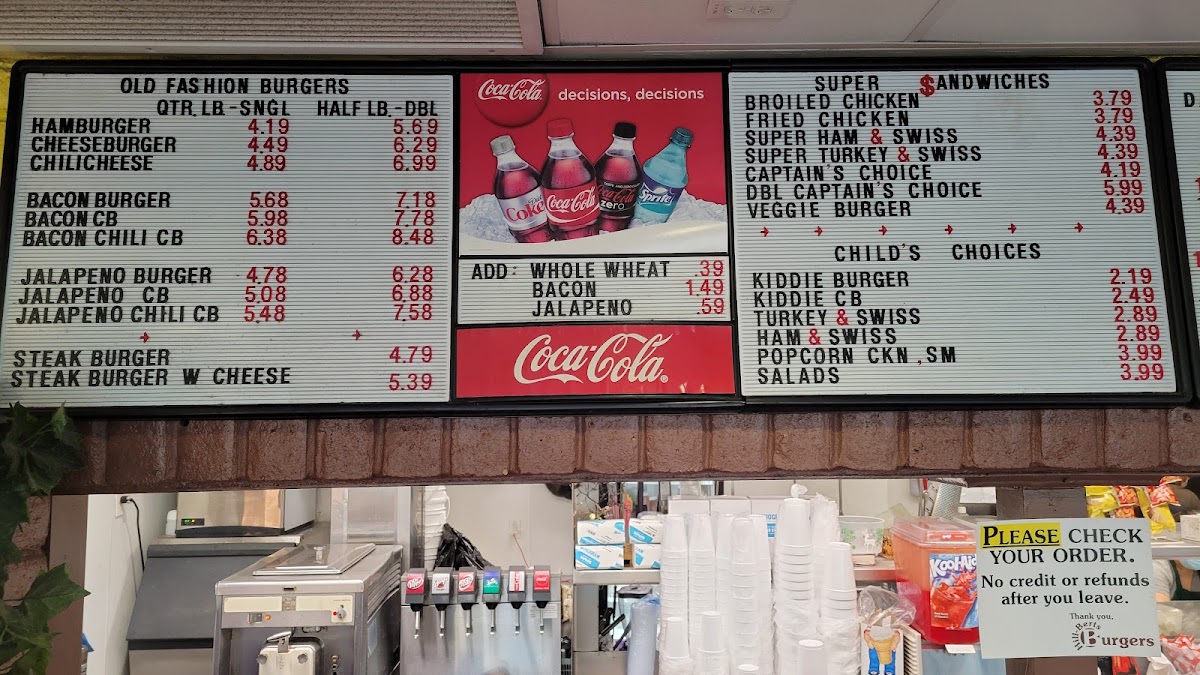 OLD FASHION BURGERS
QTR. LB.-SNGL HALF LB.-DBL
HAMBURGER 4.19 5.69
CHEESEBURGER 4.49 6.29
CHILICHEESE 4.89 6.99
BACON BURGER 5.68 7.18
BACON CB 5.98 7.78
BACON CHILI CB 6.38 8.48
JALAPENO BURGER 4.78 6.28
JALAPENO CB 5.08 6.88
JALAPENO CHILI CB 5.48 7.58
STEAK BURGER 4.79
STEAK BURGER W CHEESE 5.39
Coca-Cola decisions, decisions
Coke
Coca-Cola
Coca-Cola
zero
Sprite
ADD: WHOLE WHEAT .39
BACON 1.49
JALAPENO .59
Coca-Cola®
SUPER $ANDWICHES
BROILED CHICKEN 3.79
FRIED CHICKEN 3.79
SUPER HAM & SWISS 4.39
SUPER TURKEY & SWISS 4.39
CAPTAIN'S CHOICE 4.19
DBL CAPTAIN'S CHOICE 5.99
VEGGIE BURGER 4.39
CHILD'S CHOICES
KIDDIE BURGER 2.19
KIDDIE CB 2.49
TURKEY & SWISS 2.89
HAM & SWISS 2.89
POPCORN CKN.SM 3.99
SALADS 3.99
D
Kool-Aid
PLEASE CHECK
YOUR ORDER.
No credit or refunds
after you leave.
Thank you,
Bill-Bert's
Burgers